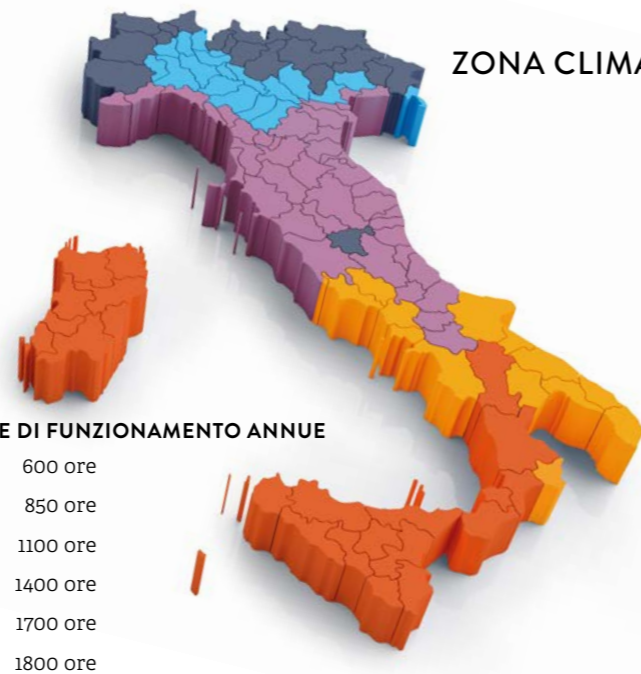 ZONA CLIMA
E DI FUNZIONAMENTO ANNUE
600 ore
850 ore
1100 ore
1400 ore
1700 ore
1800 ore